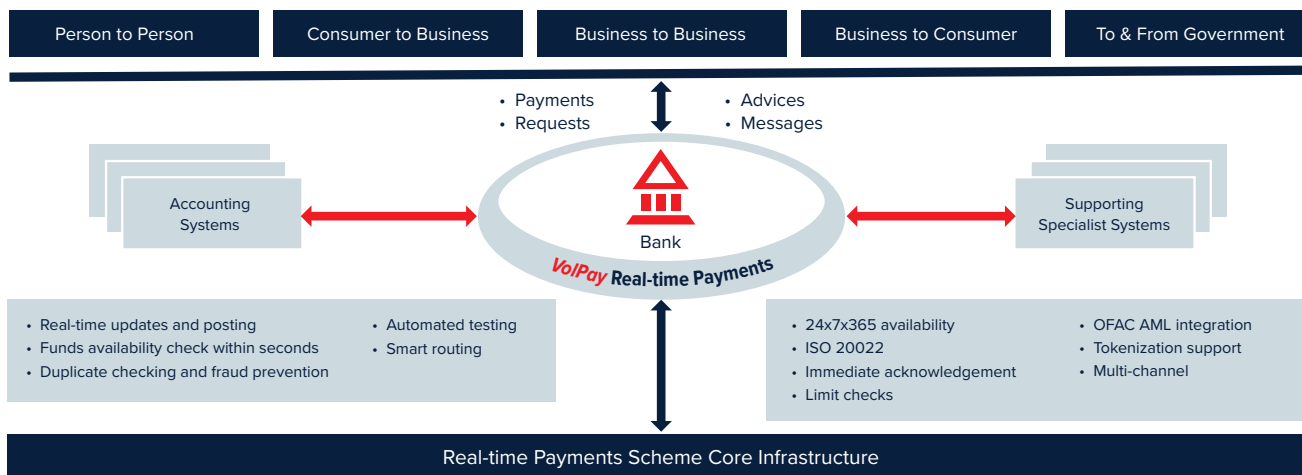 Person to Person
Consumer to Business
Business to Business
Business to Consumer
To & From Government
• Payments
• Requests
• Advices
• Messages
Accounting
Systems
Bank
VolPay Real-time Payments
Supporting
Specialist Systems
• Real-time updates and posting
• Funds availability check within seconds
• Duplicate checking and fraud prevention
• Automated testing
• Smart routing
• 24x7x365 availability
• ISO 20022
• Immediate acknowledgement
• Limit checks
• OFAC AML integration
• Tokenization support
• Multi-channel
Real-time Payments Scheme Core Infrastructure